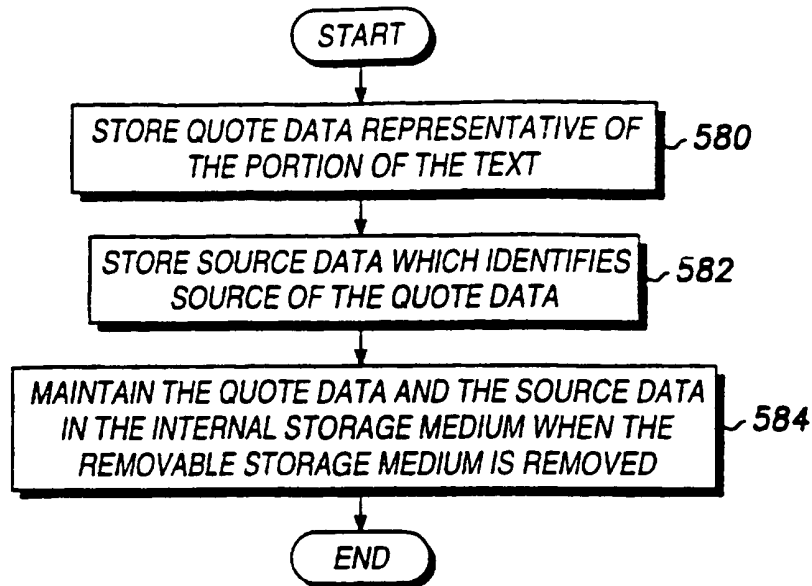 START
STORE QUOTE DATA REPRESENTATIVE OF
THE PORTION OF THE TEXT
580
STORE SOURCE DATA WHICH IDENTIFIES
SOURCE OF THE QUOTE DATA
582
MAINTAIN THE QUOTE DATA AND THE SOURCE DATA
IN THE INTERNAL STORAGE MEDIUM WHEN THE
REMOVABLE STORAGE MEDIUM IS REMOVED
584
END